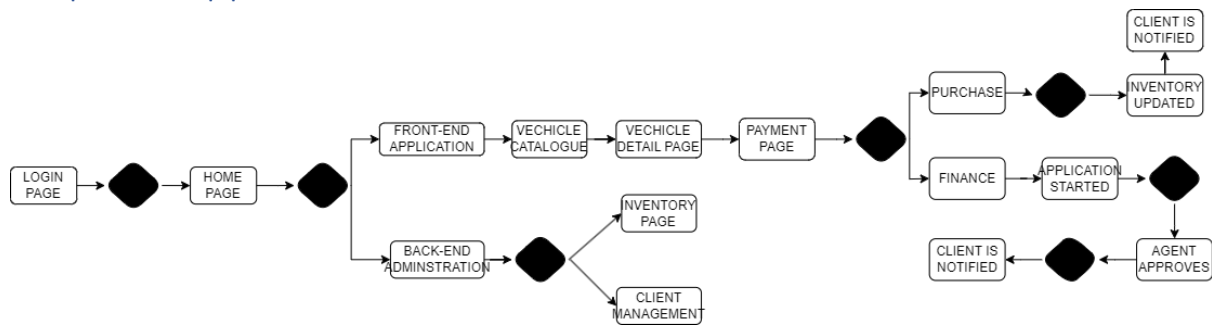 LOGIN
PAGE
HOME
PAGE
FRONT-END
APPLICATION
VECHICLE
CATALOGUE
VECHICLE
DETAIL PAGE
PAYMENT
PAGE
PURCHASE
INVENTORY
UPDATED
CLIENT IS
NOTIFIED
FINANCE
APPLICATION
STARTED
AGENT
APPROVES
CLIENT IS
NOTIFIED
BACK-END
ADMINSTRATION
INVENTORY
PAGE
CLIENT
MANAGEMENT